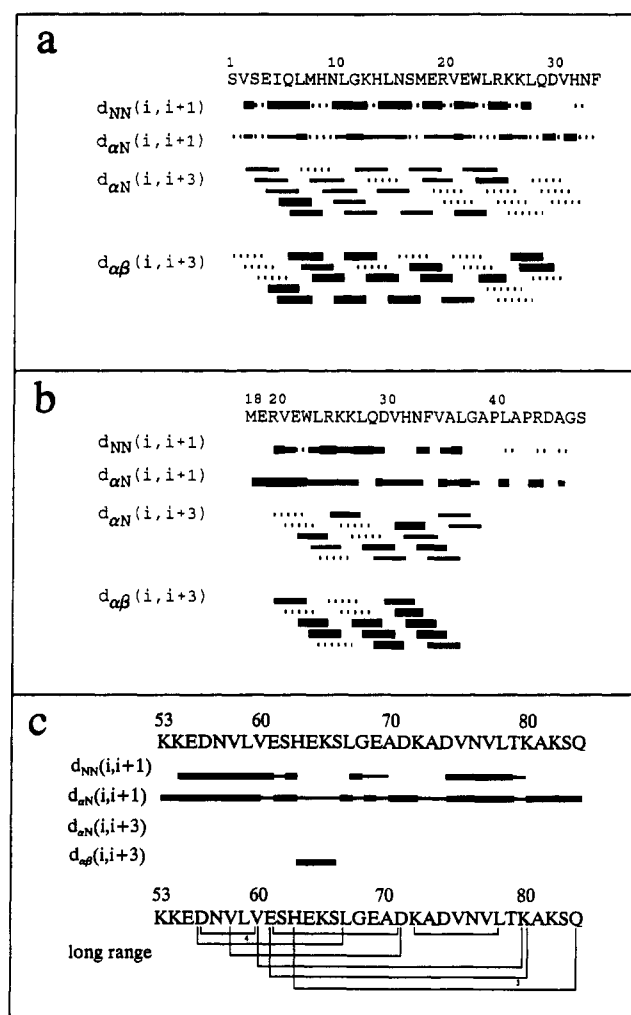 a
1 10 20 30
SVSEIQLMHNLGKHLNSMERVEWLRKKLQDVHNF
dNN(i,i+1)
dαN(i,i+1)
dαN(i,i+3)
dαβ(i,i+3)
b
18 20 30 40
MERVEWLRKKLQDVHNFVALGAPLAPRDAGS
dNN(i,i+1)
dαN(i,i+1)
dαN(i,i+3)
dαβ(i,i+3)
c
53 60 70 80
KKEDNVLVESHEKSLGEADKADVNVLTKAKSQ
dNN(i,i+1)
dαN(i,i+1)
dαN(i,i+3)
dαβ(i,i+3)
53 60 70 80
KKEDNVLVESHEKSLGEADKADVNVLTKAKSQ
4
long range
3